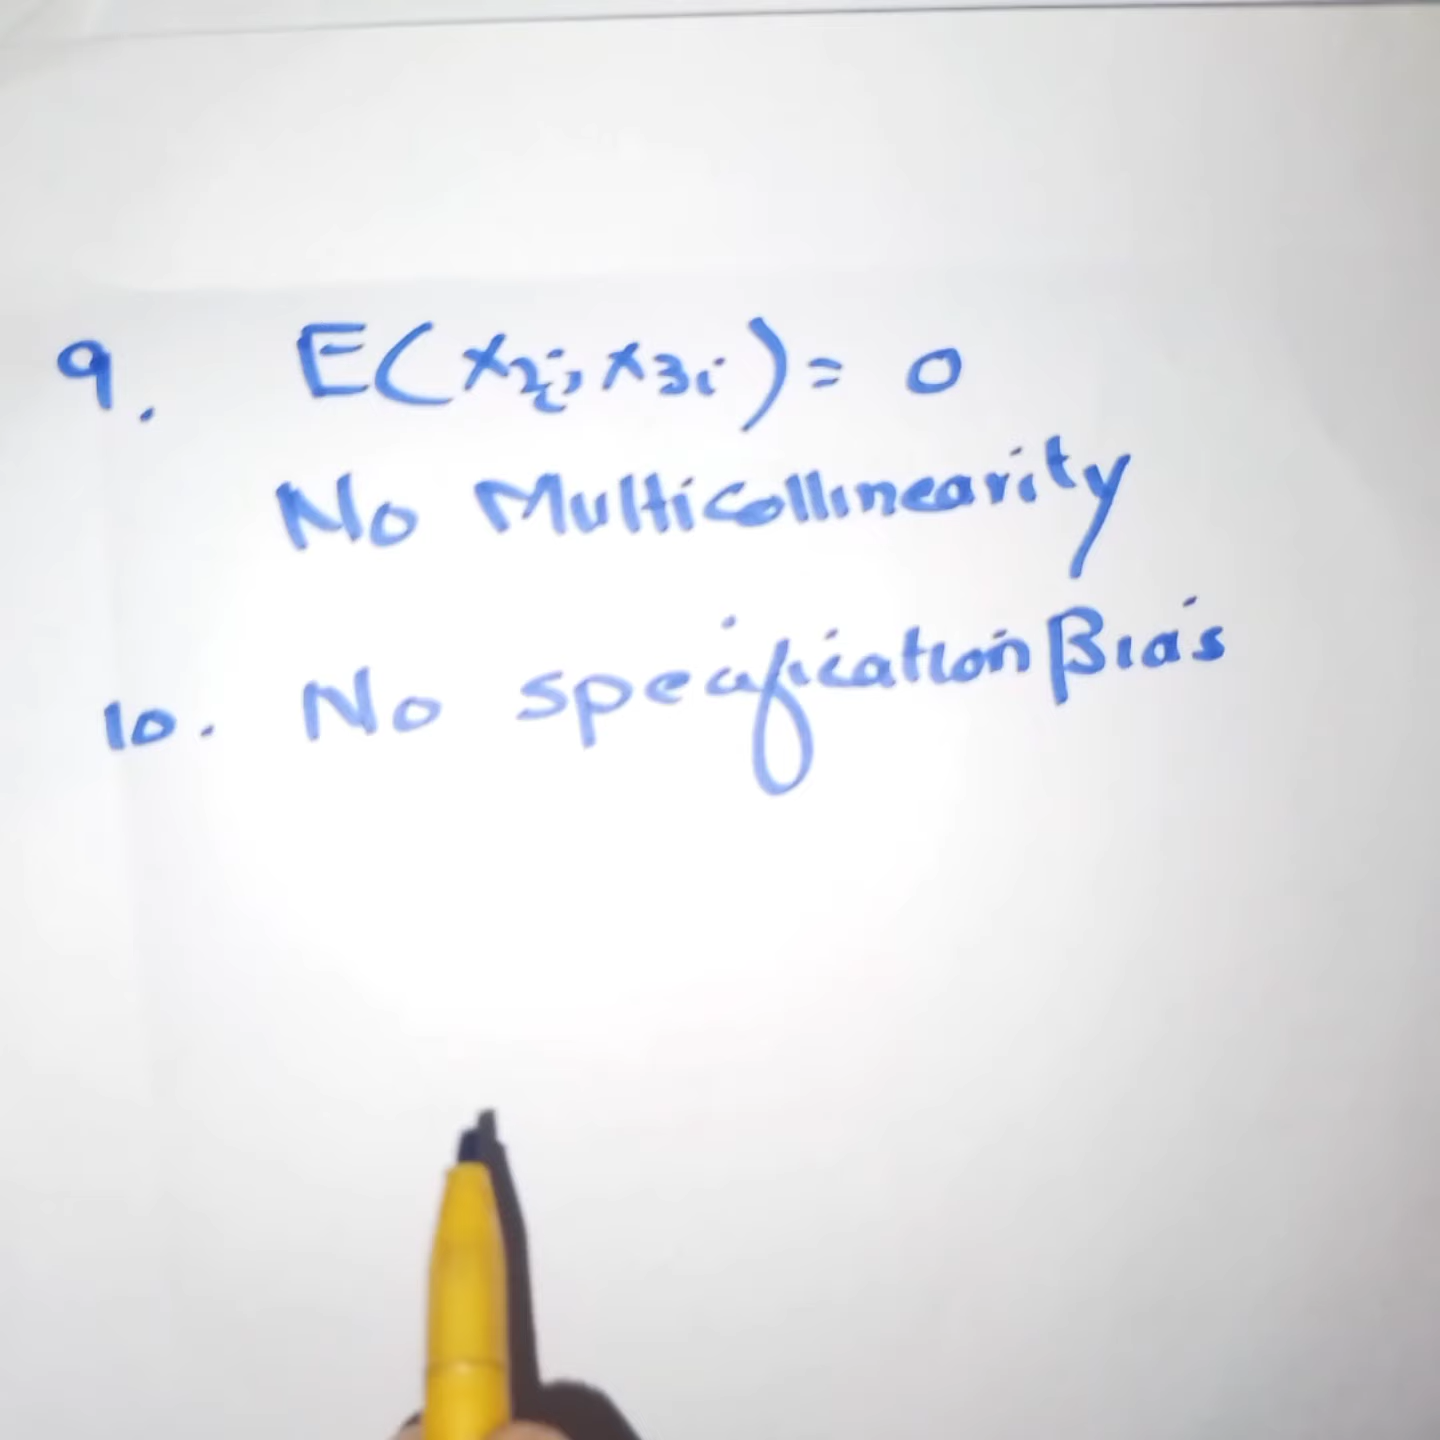 9. E(x₂ᵢ, x₃ᵢ) = 0
No Multicollinearity
10. No specification Bias